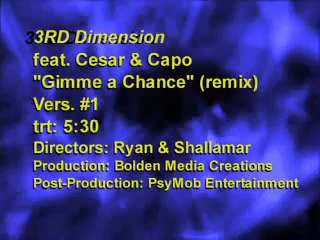 3RD Dimension
feat. Cesar & Capo
"Gimme a Chance" (remix)
Vers. #1
trt: 5:30
Directors: Ryan & Shallamar
Production: Bolden Media Creations
Post-Production: PsyMob Entertainment